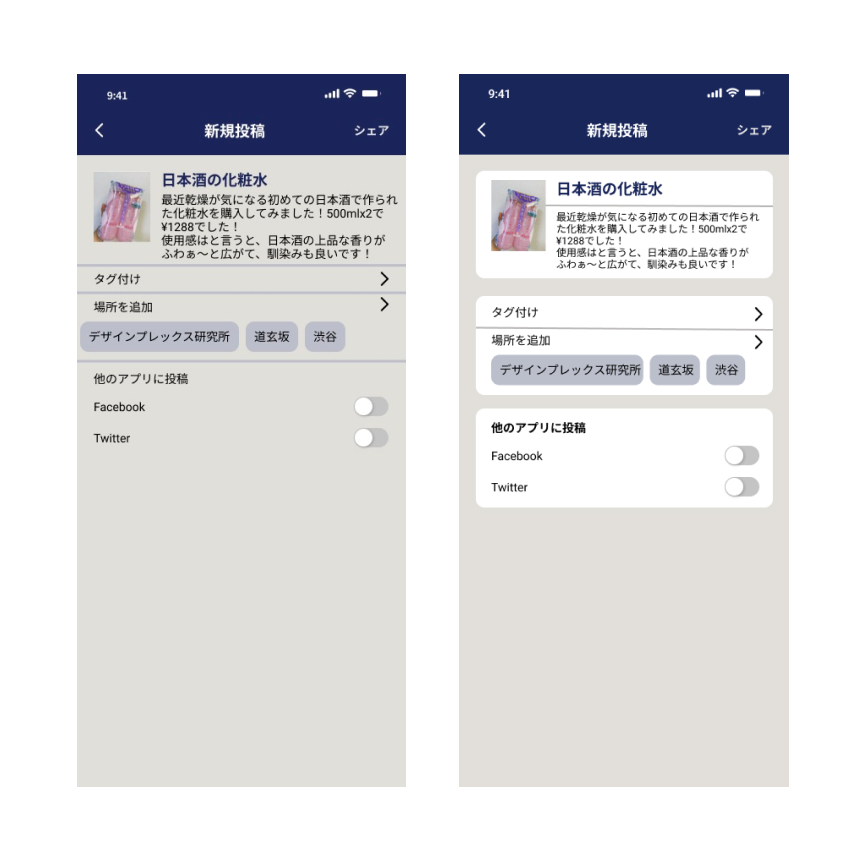 9:41
新規投稿
シェア
日本酒の化粧水
最近乾燥が気になる初めての日本酒で作られ
た化粧水を購入してみました！500mlx2で
¥1288でした！
使用感はと言うと、日本酒の上品な香りが
ふわぁ〜と広がて、馴染みも良いです！
タグ付け
場所を追加
デザインプレックス研究所
道玄坂
渋谷
他のアプリに投稿
Facebook
Twitter
9:41
新規投稿
シェア
日本酒の化粧水
最近乾燥が気になる初めての日本酒で作られ
た化粧水を購入してみました！500mlx2で
¥1288でした！
使用感はと言うと、日本酒の上品な香りが
ふわぁ〜と広がて、馴染みも良いです！
タグ付け
場所を追加
デザインプレックス研究所
道玄坂
渋谷
他のアプリに投稿
Facebook
Twitter